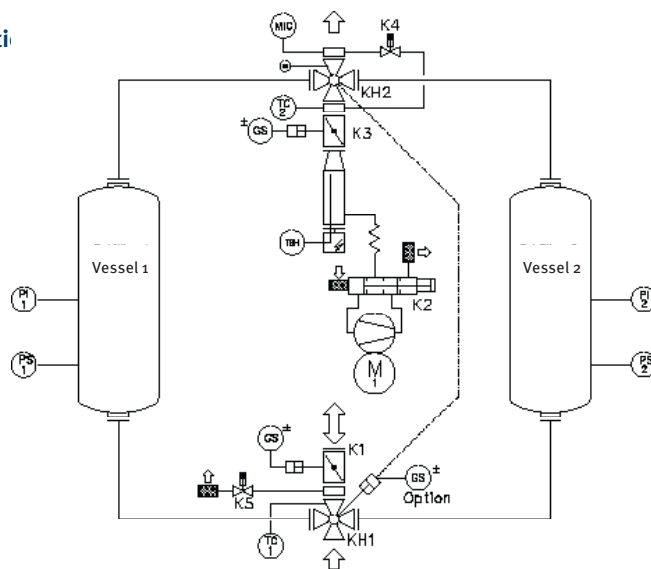 MIC
K4
KH2
TC
2
± GS
K3
TBH
Vessel 1
Vessel 2
PI
1
PI
2
K2
PS
1
PS
2
M
1
GS ±
K1
GS ±
Option
K5
TC
1
KH1